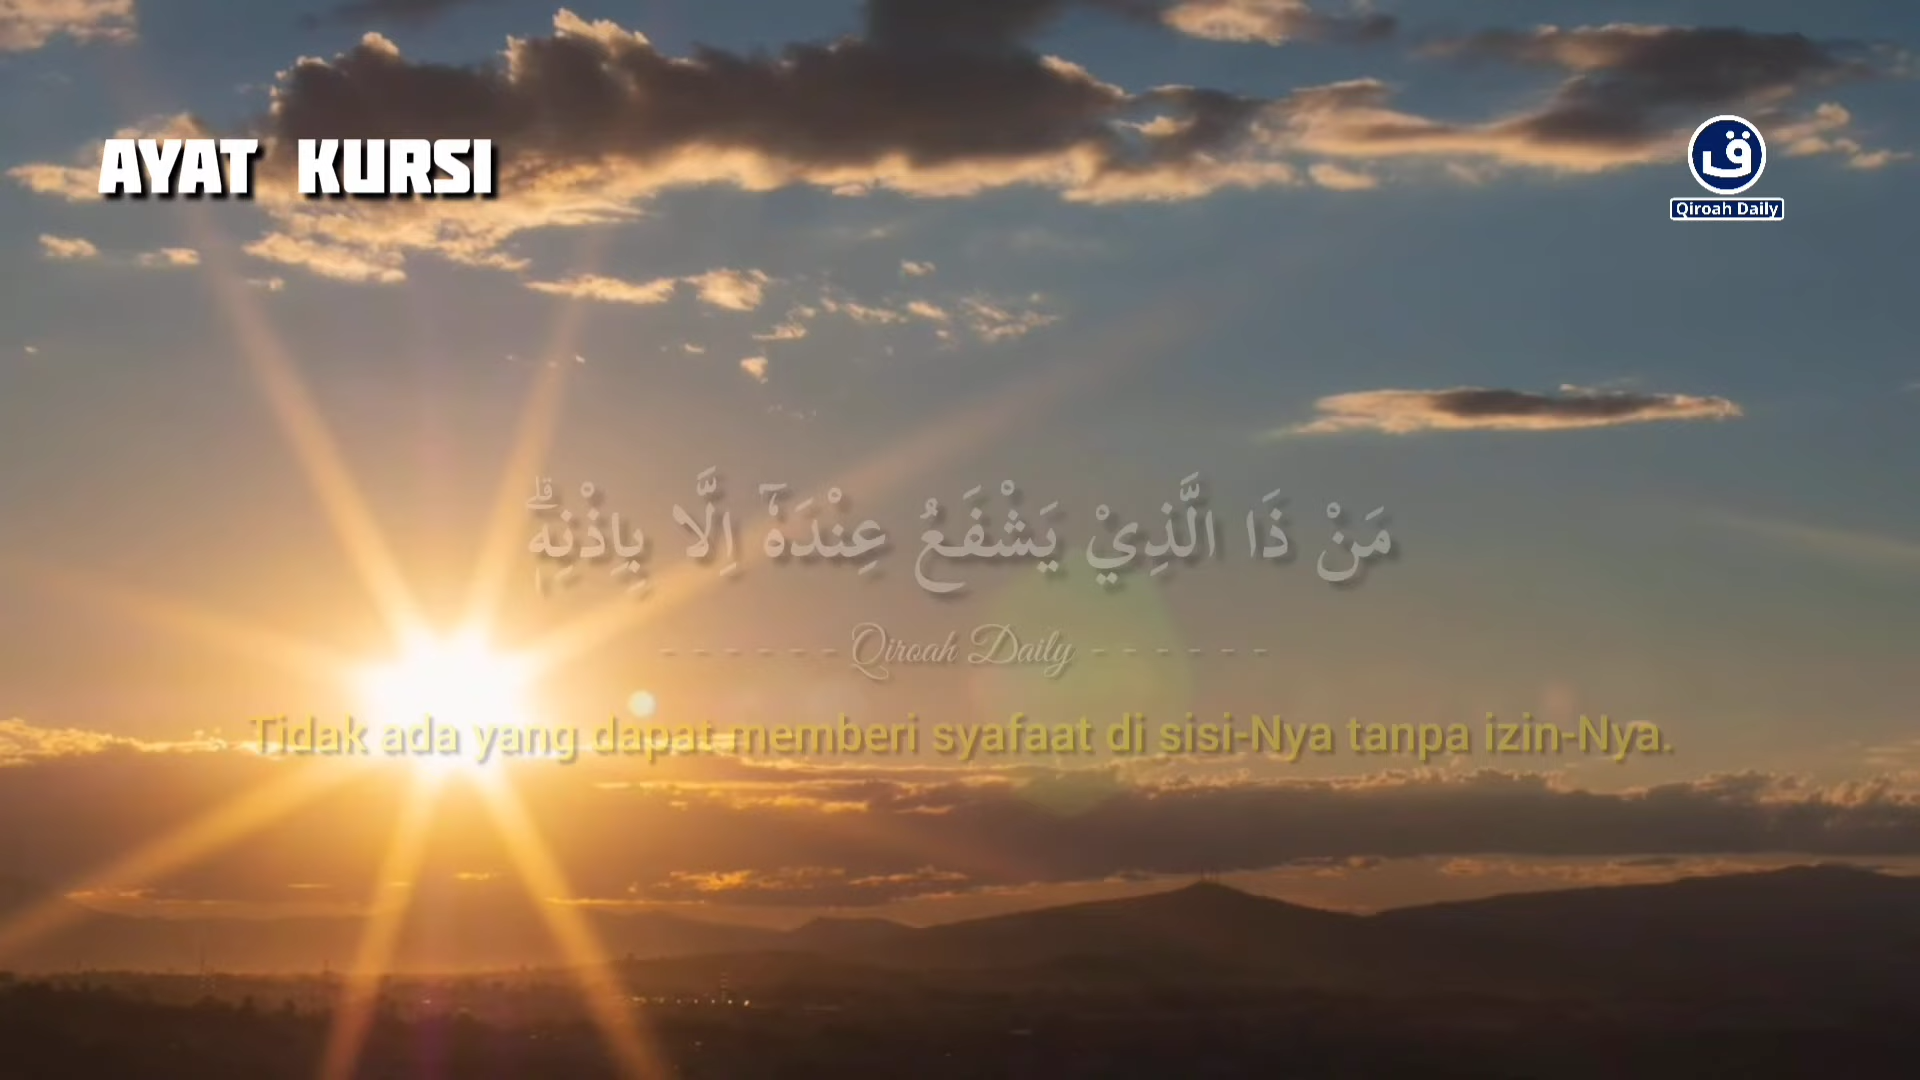 AYAT KURSI
ق
Qiroah Daily
مَنْ ذَا الَّذِيْ يَشْفَعُ عِنْدَهٗٓ اِلَّا بِاِذْنِهٖۗ
- - - - - - Qiroah Daily - - - - - -
Tidak ada yang dapat memberi syafaat di sisi-Nya tanpa izin-Nya.